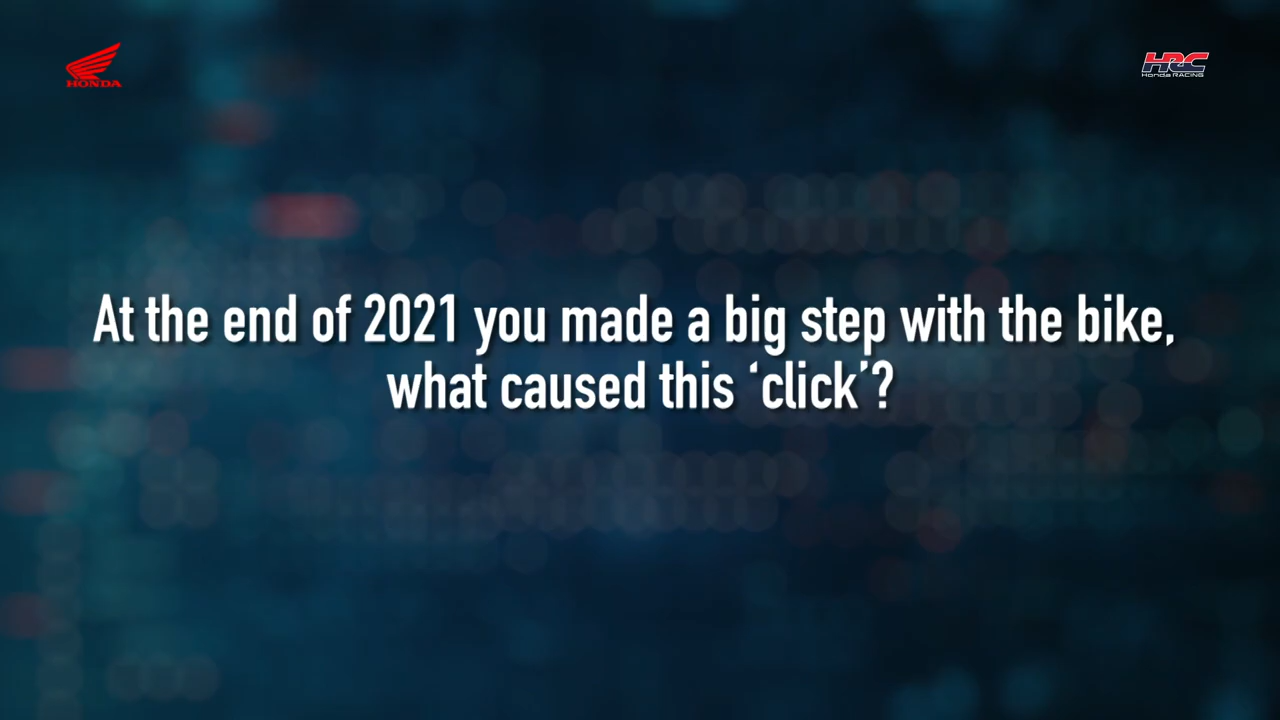 HONDA
HRC
Honda RACING
At the end of 2021 you made a big step with the bike,
what caused this ‘click’?